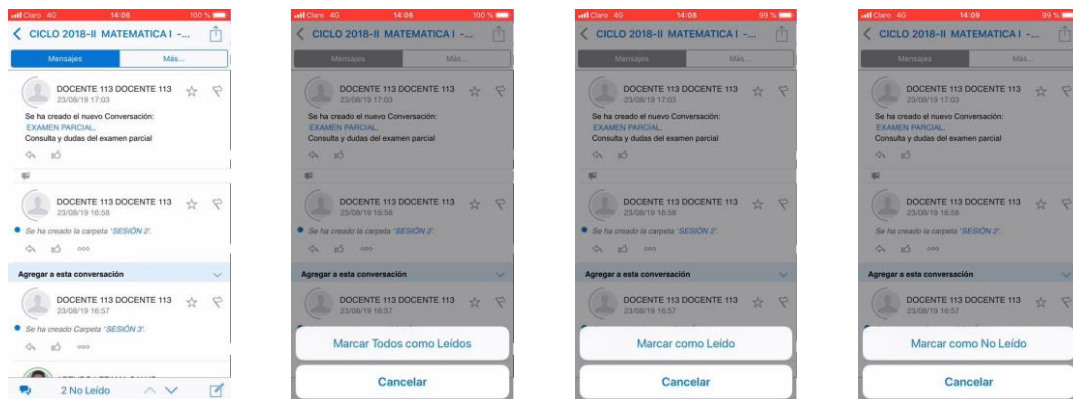 Claro 4G 14:06 100 %
CICLO 2018-II MATEMATICA I -...
Mensajes Más...
DOCENTE 113 DOCENTE 113
23/08/19 17:03
Se ha creado el nuevo Conversación:
EXAMEN PARCIAL.
Consulta y dudas del examen parcial
DOCENTE 113 DOCENTE 113
23/08/19 16:58
Se ha creado la carpeta 'SESIÓN 2'.
Agregar a esta conversación
DOCENTE 113 DOCENTE 113
23/08/19 16:57
Se ha creado Carpeta 'SESIÓN 3'.
2 No Leído
Claro 4G 14:06 100 %
CICLO 2018-II MATEMATICA I -...
Mensajes Más...
DOCENTE 113 DOCENTE 113
23/08/19 17:03
Se ha creado el nuevo Conversación:
EXAMEN PARCIAL.
Consulta y dudas del examen parcial
DOCENTE 113 DOCENTE 113
23/08/19 16:58
Se ha creado la carpeta 'SESIÓN 2'.
Agregar a esta conversación
DOCENTE 113 DOCENTE 113
23/08/19 16:57
Marcar Todos como Leídos
Cancelar
Claro 4G 14:08 99 %
CICLO 2018-II MATEMATICA I -...
Mensajes Más...
DOCENTE 113 DOCENTE 113
23/08/19 17:03
Se ha creado el nuevo Conversación:
EXAMEN PARCIAL.
Consulta y dudas del examen parcial
DOCENTE 113 DOCENTE 113
23/08/19 16:58
Se ha creado la carpeta 'SESIÓN 2'.
Agregar a esta conversación
DOCENTE 113 DOCENTE 113
23/08/19 16:57
Marcar como Leído
Cancelar
Claro 4G 14:09 99 %
CICLO 2018-II MATEMATICA I -...
Mensajes Más...
DOCENTE 113 DOCENTE 113
23/08/19 17:03
Se ha creado el nuevo Conversación:
EXAMEN PARCIAL.
Consulta y dudas del examen parcial
DOCENTE 113 DOCENTE 113
23/08/19 16:58
Se ha creado la carpeta 'SESIÓN 2'.
Agregar a esta conversación
DOCENTE 113 DOCENTE 113
23/08/19 16:57
Marcar como No Leído
Cancelar